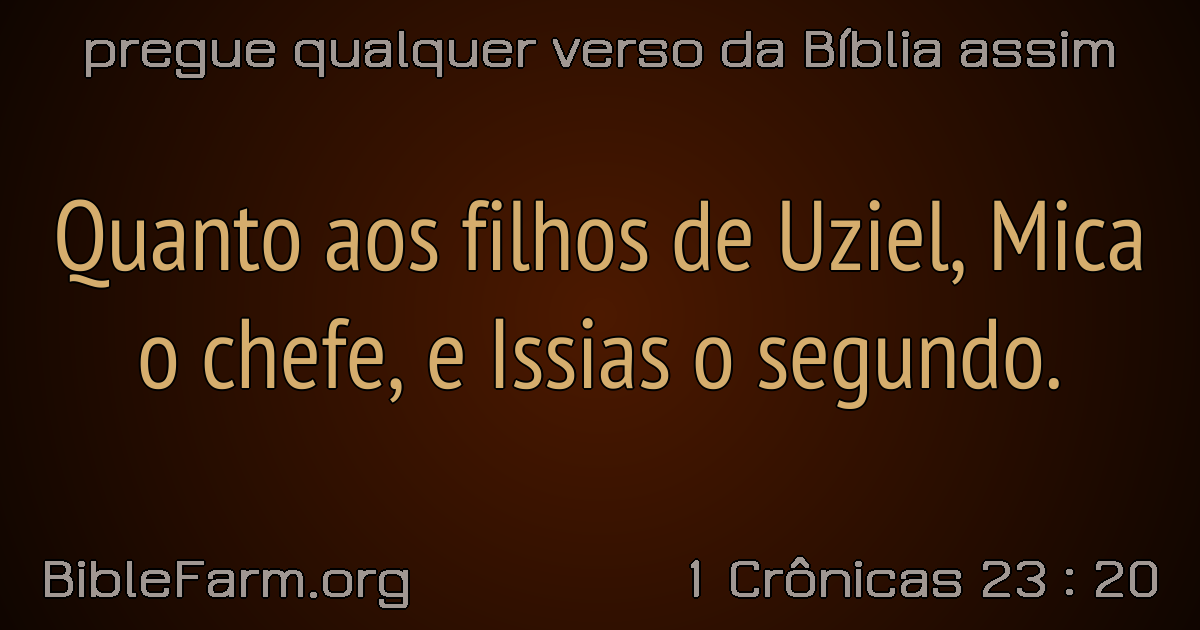 pregue qualquer verso da Bíblia assim
Quanto aos filhos de Uziel, Mica
o chefe, e Issias o segundo.
BibleFarm.org
1 Crônicas 23 : 20